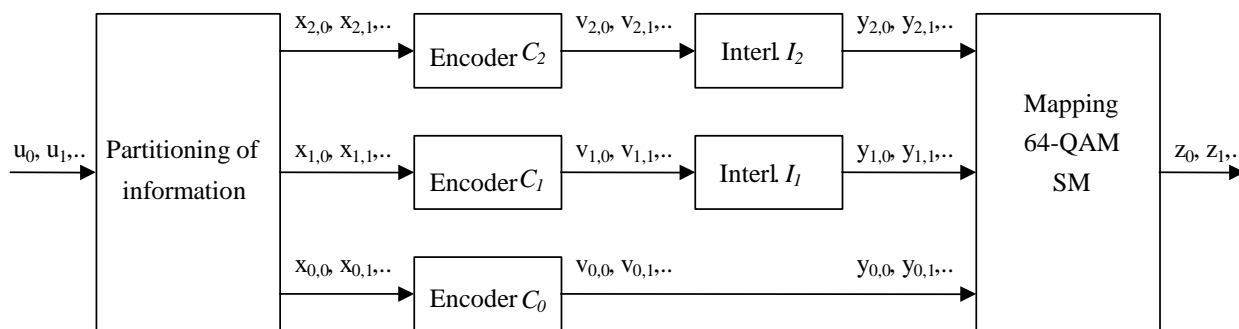 x2,0, x2,1,..
Encoder C2
v2,0, v2,1,..
Interl. I2
y2,0, y2,1,..
u0, u1,..
Partitioning of
information
x1,0, x1,1,..
Encoder C1
v1,0, v1,1,..
Interl. I1
y1,0, y1,1,..
Mapping
64-QAM
SM
z0, z1,..
x0,0, x0,1,..
Encoder C0
v0,0, v0,1,..
y0,0, y0,1,..